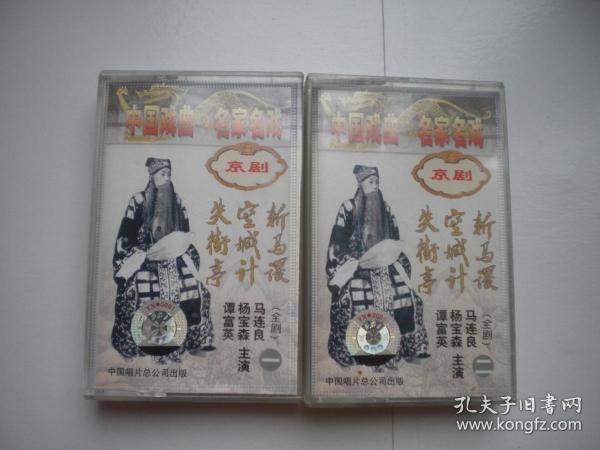 中国戏曲 名家名戏
京剧
失街亭
空城计
斩马谡
(全剧)
马连良
杨宝森 主演
谭富英
一
中国唱片总公司出版
中国戏曲 名家名戏
京剧
失街亭
空城计
斩马谡
(全剧)
马连良
杨宝森 主演
谭富英
二
中国唱片总公司出版
孔夫子旧书网
www.kongfz.com